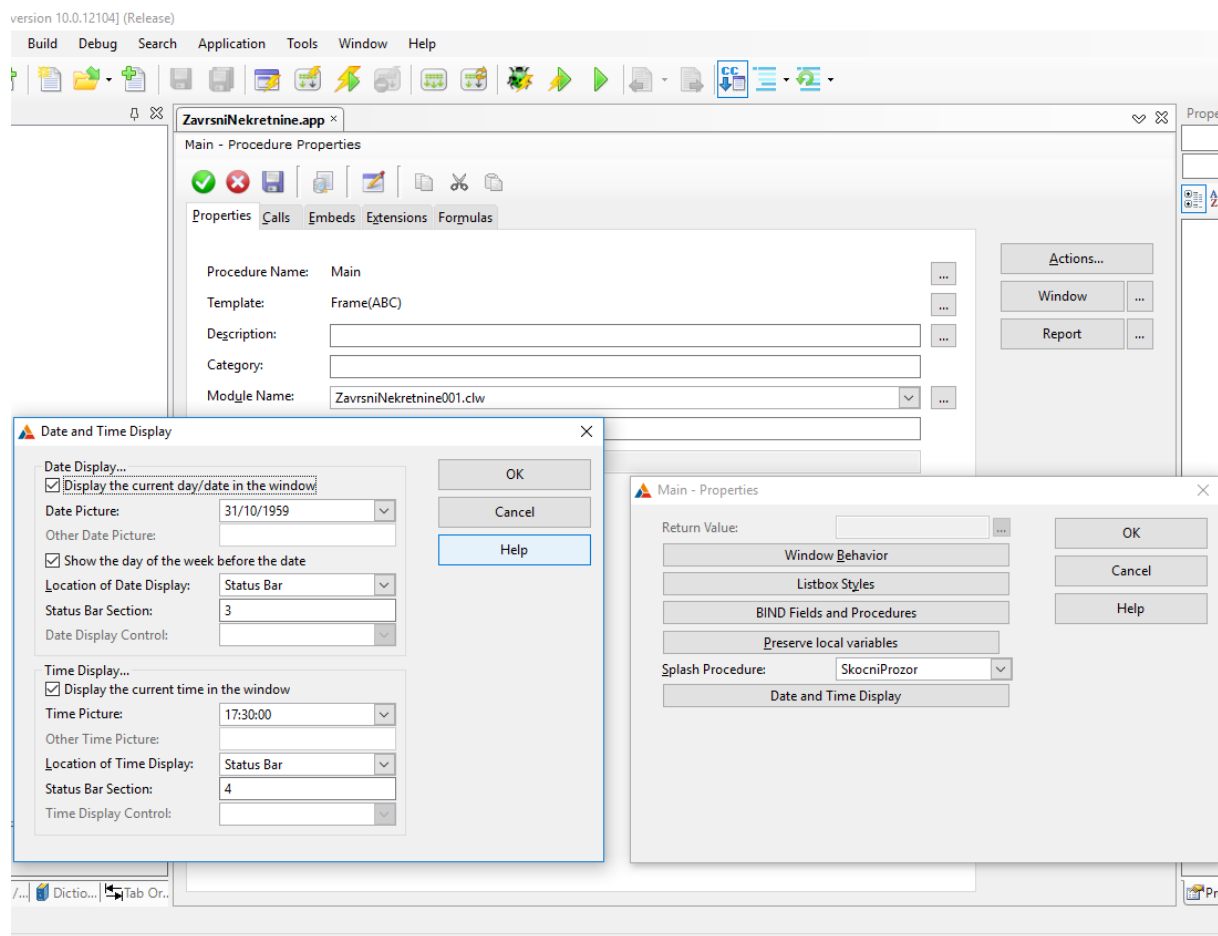 version 10.0.12104] (Release)
Build Debug Search Application Tools Window Help
ZavrsniNekretnine.app
Main - Procedure Properties
Properties Calls Embeds Extensions Formulas
Procedure Name: Main ...
Template: Frame(ABC) ...
Description: ...
Category:
Module Name: ZavrsniNekretnine001.clw ...
Actions...
Window ...
Report ...
Prope
Date and Time Display
Date Display...
Display the current day/date in the window
Date Picture: 31/10/1959
Other Date Picture:
Show the day of the week before the date
Location of Date Display: Status Bar
Status Bar Section: 3
Date Display Control:
Time Display...
Display the current time in the window
Time Picture: 17:30:00
Other Time Picture:
Location of Time Display: Status Bar
Status Bar Section: 4
Time Display Control:
OK
Cancel
Help
Main - Properties
Return Value: ...
Window Behavior
Listbox Styles
BIND Fields and Procedures
Preserve local variables
Splash Procedure: SkocniProzor
Date and Time Display
OK
Cancel
Help
/... Dictio... Tab Or..
Pr